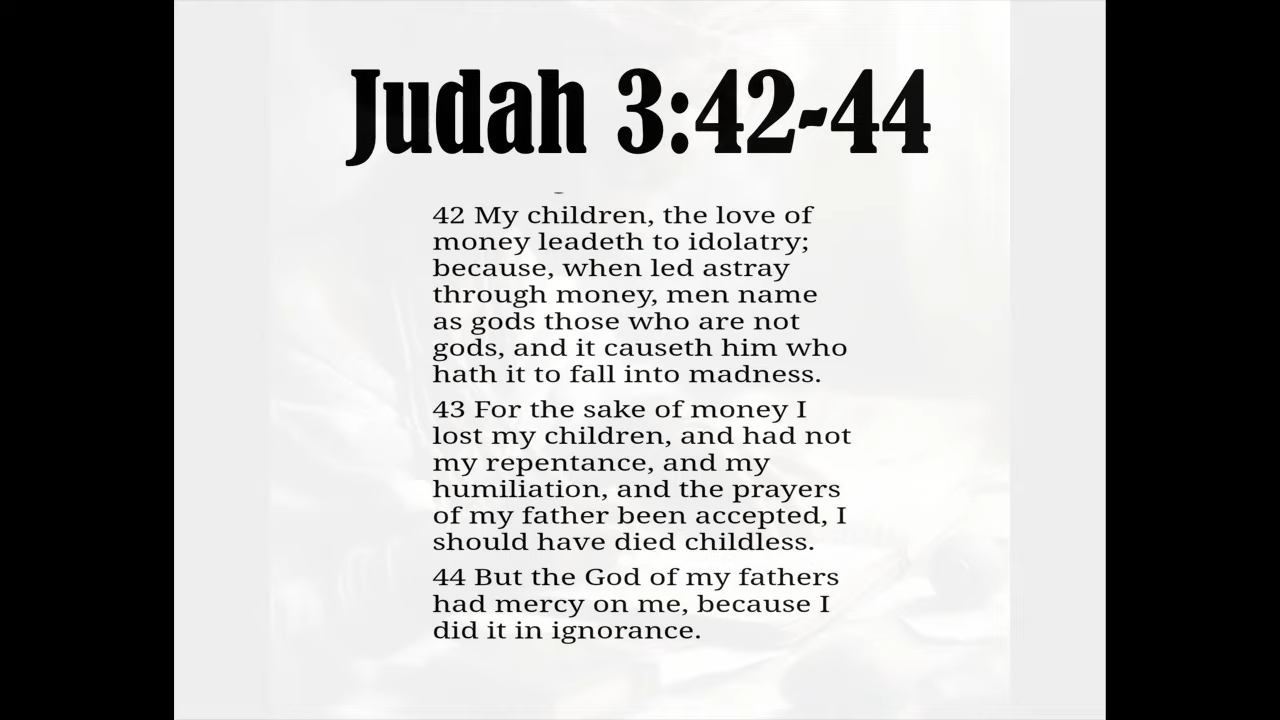 Judah 3:42-44
42 My children, the love of
money leadeth to idolatry;
because, when led astray
through money, men name
as gods those who are not
gods, and it causeth him who
hath it to fall into madness.
43 For the sake of money I
lost my children, and had not
my repentance, and my
humiliation, and the prayers
of my father been accepted, I
should have died childless.
44 But the God of my fathers
had mercy on me, because I
did it in ignorance.